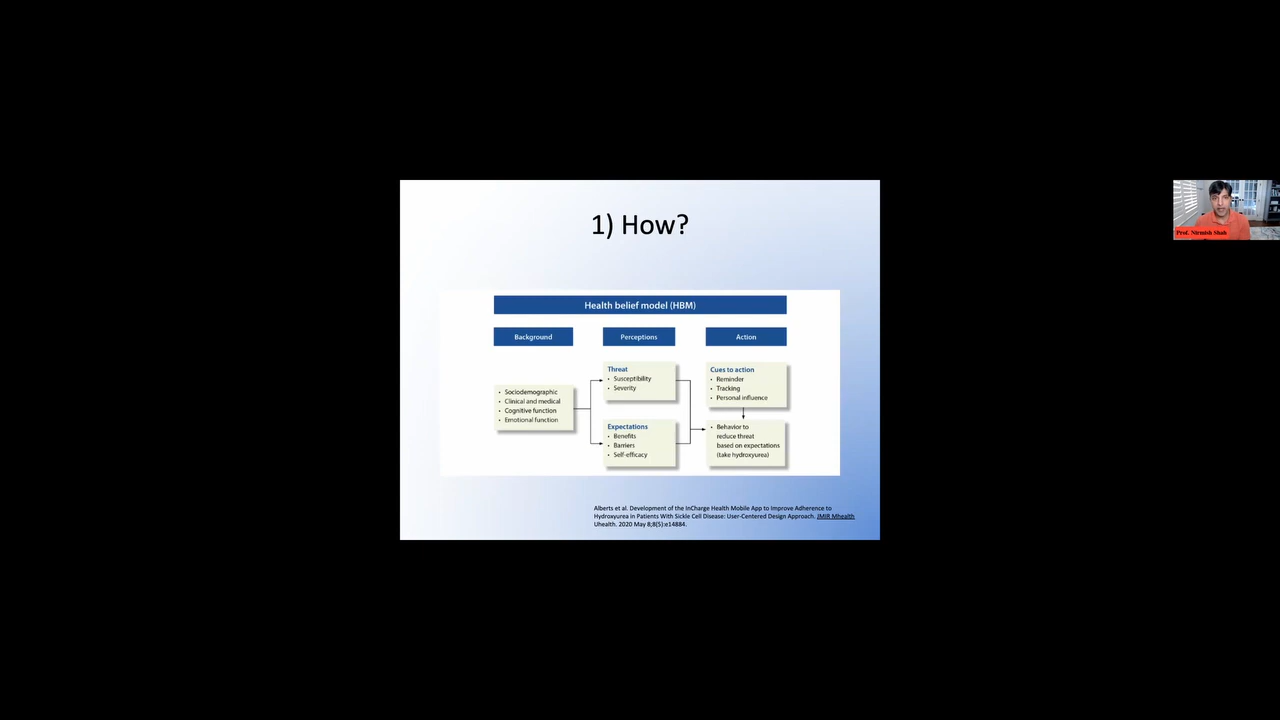 1) How?
Health belief model (HBM)
Background
Perceptions
Action
• Sociodemographic
• Clinical and medical
• Cognitive function
• Emotional function
Threat
• Susceptibility
• Severity
Expectations
• Benefits
• Barriers
• Self-efficacy
Cues to action
• Reminder
• Tracking
• Personal influence
• Behavior to
reduce threat
based on expectations
(take hydroxyurea)
Alberts et al. Development of the InCharge Health Mobile App to Improve Adherence to
Hydroxyurea in Patients With Sickle Cell Disease: User-Centered Design Approach. JMIR Mhealth
Uhealth. 2020 May 8;8(5):e14884.
Prof. Nirmish Shah